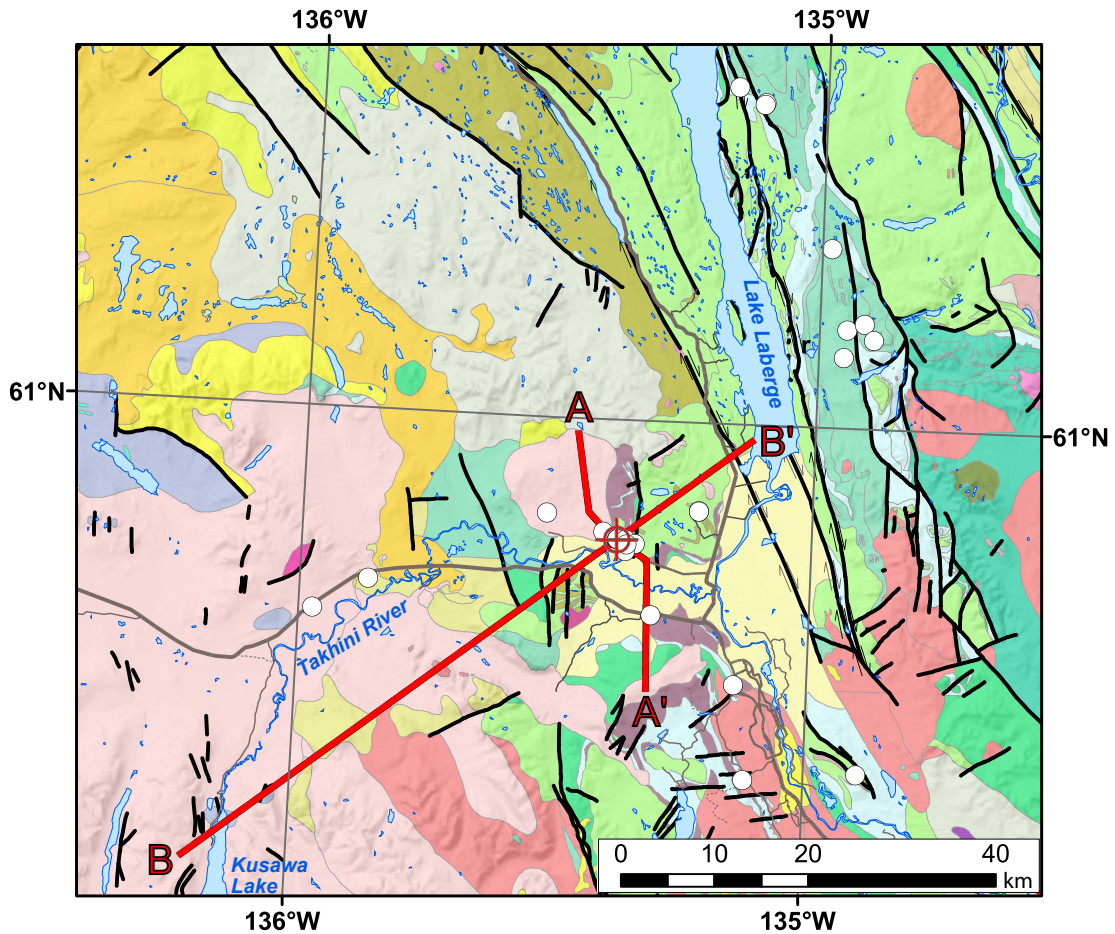 136°W 135°W
Lake Laberge
61°N
A
B'
61°N
Takhini River
A'
B
Kusawa
Lake
0 10 20 40
km
136°W 135°W